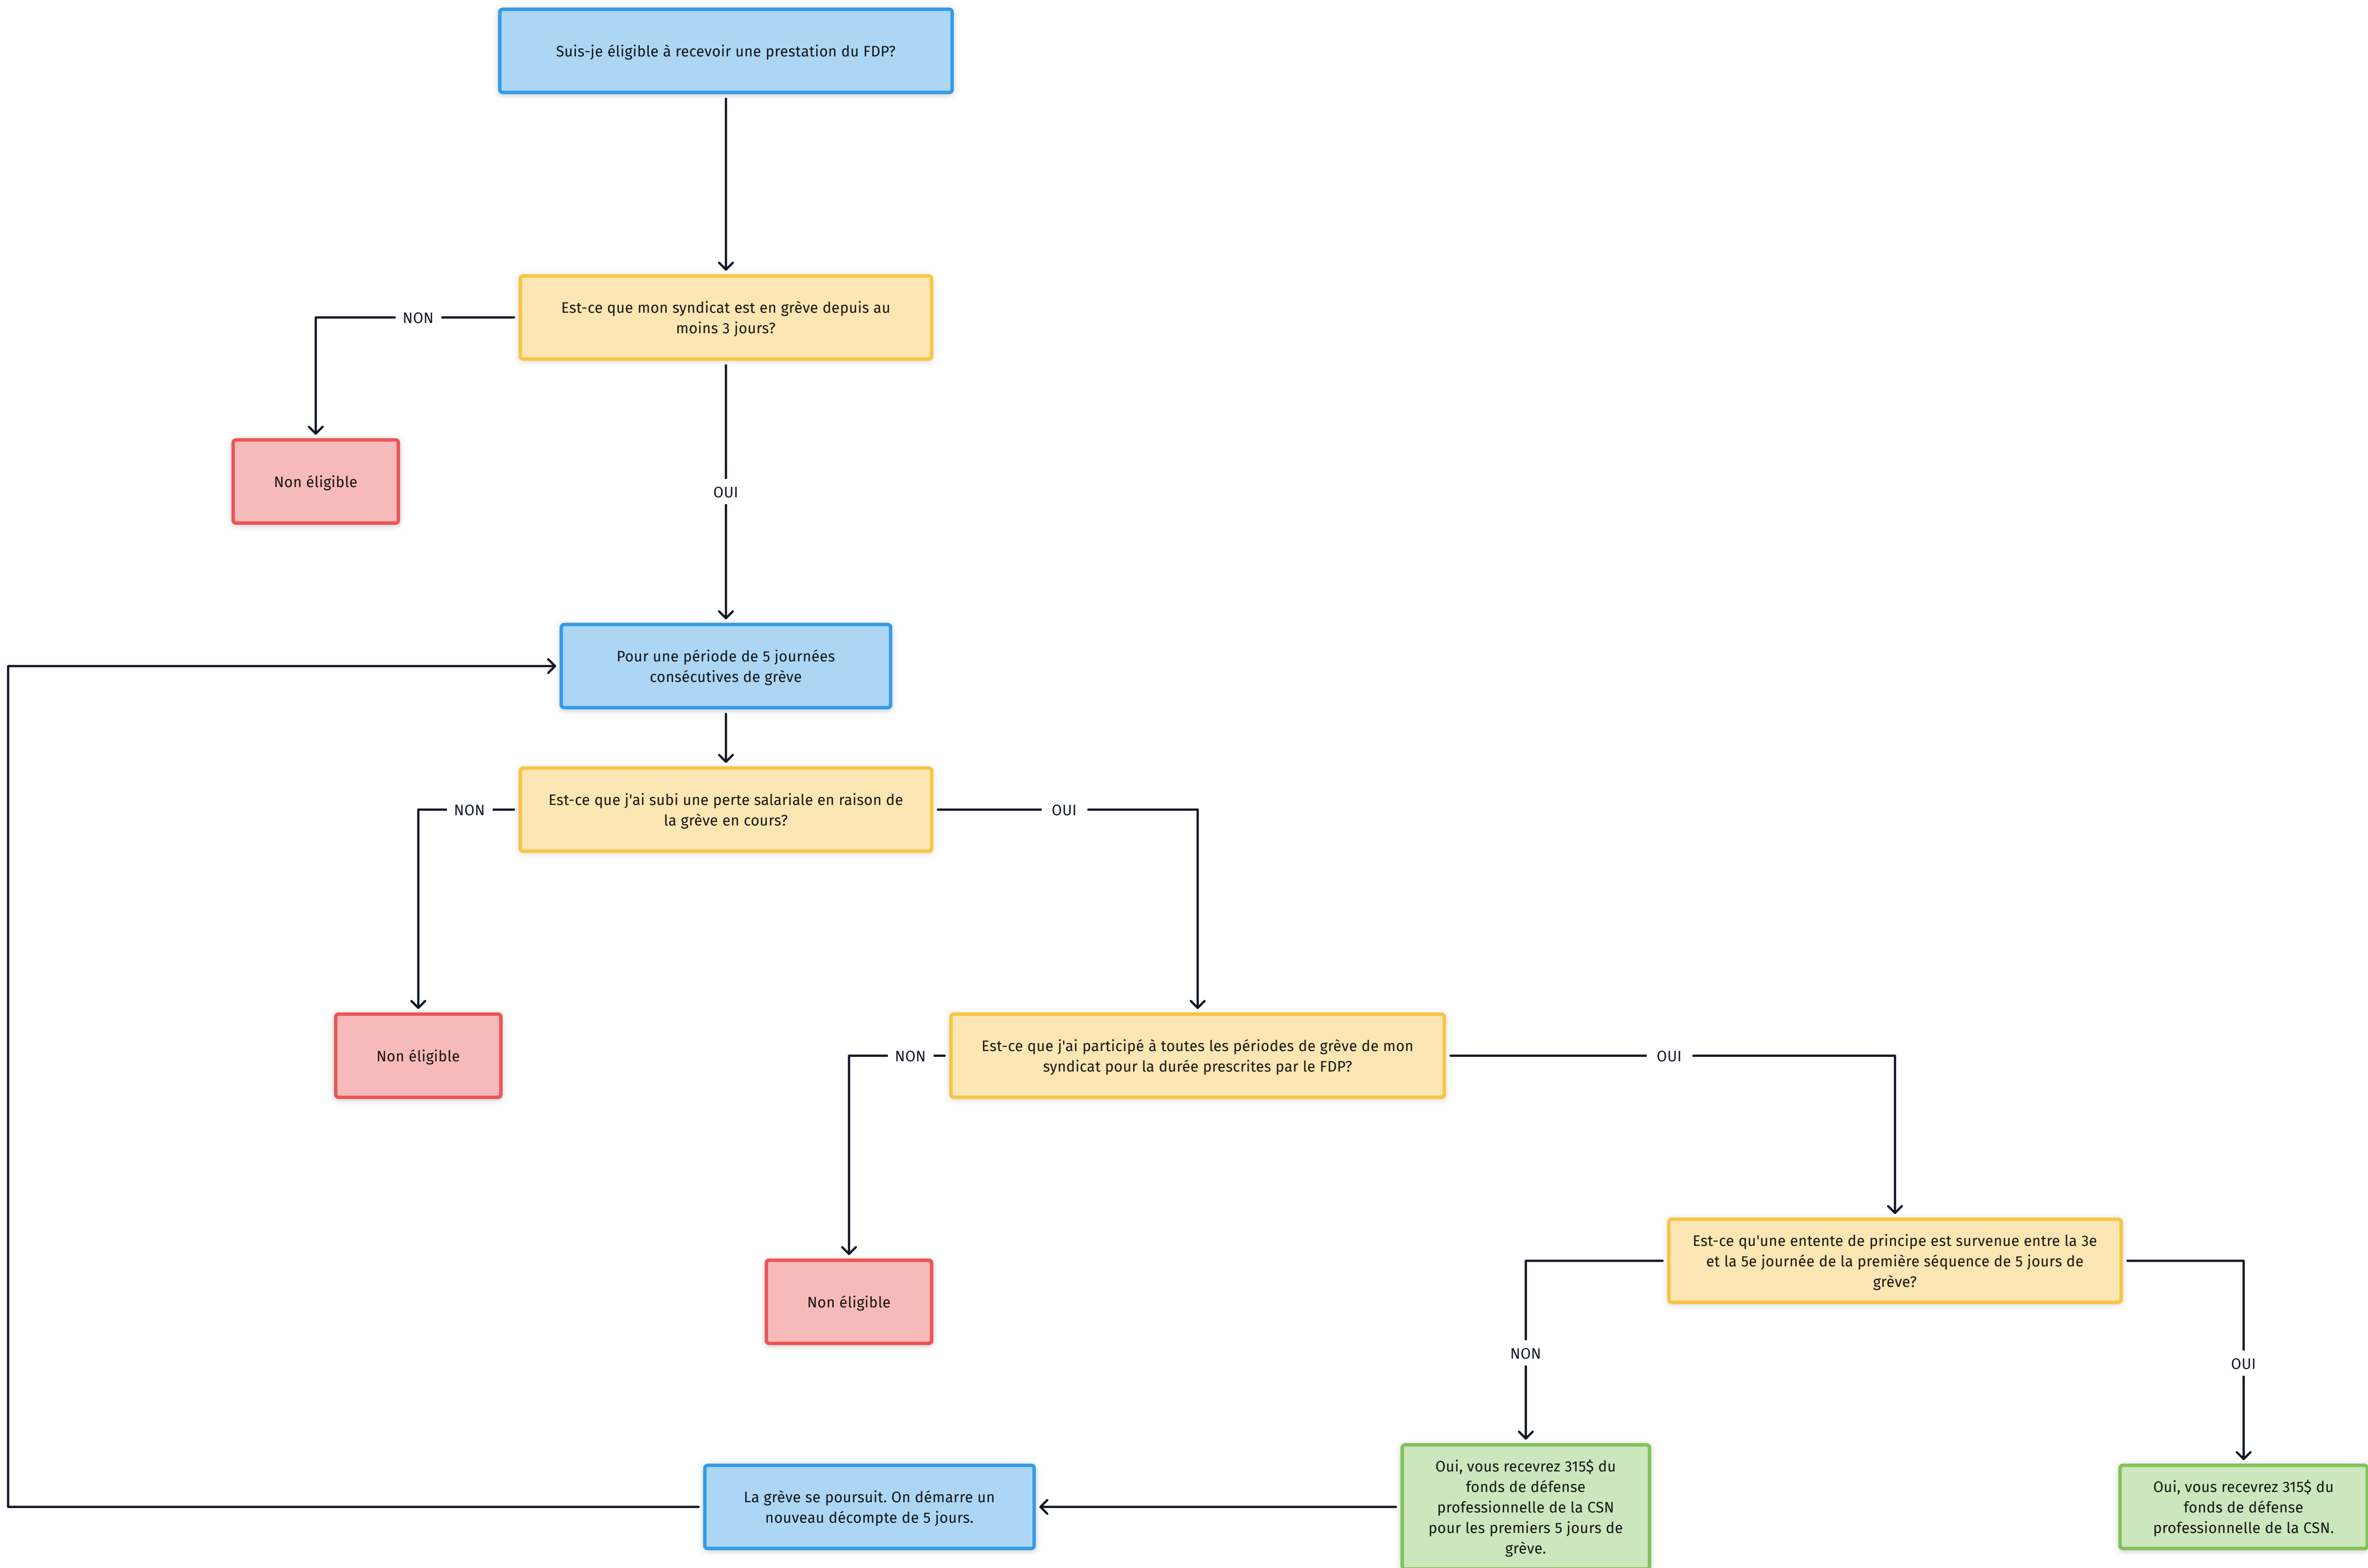 Suis-je éligible à recevoir une prestation du FDP?
Est-ce que mon syndicat est en grève depuis au
moins 3 jours?
NON
Non éligible
OUI
Pour une période de 5 journées
consécutives de grève
Est-ce que j'ai subi une perte salariale en raison de
la grève en cours?
NON
OUI
Non éligible
Est-ce que j'ai participé à toutes les périodes de grève de mon
syndicat pour la durée prescrites par le FDP?
NON
OUI
Non éligible
Est-ce qu'une entente de principe est survenue entre la 3e
et la 5e journée de la première séquence de 5 jours de
grève?
NON
OUI
Oui, vous recevrez 315$ du
fonds de défense
professionnelle de la CSN
pour les premiers 5 jours de
grève.
Oui, vous recevrez 315$ du
fonds de défense
professionnelle de la CSN.
La grève se poursuit. On démarre un
nouveau décompte de 5 jours.